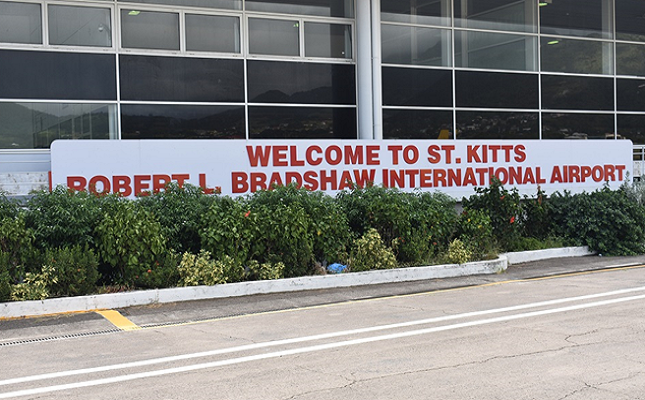 WELCOME TO ST. KITTS
ROBERT L. BRADSHAW INTERNATIONAL AIRPORT